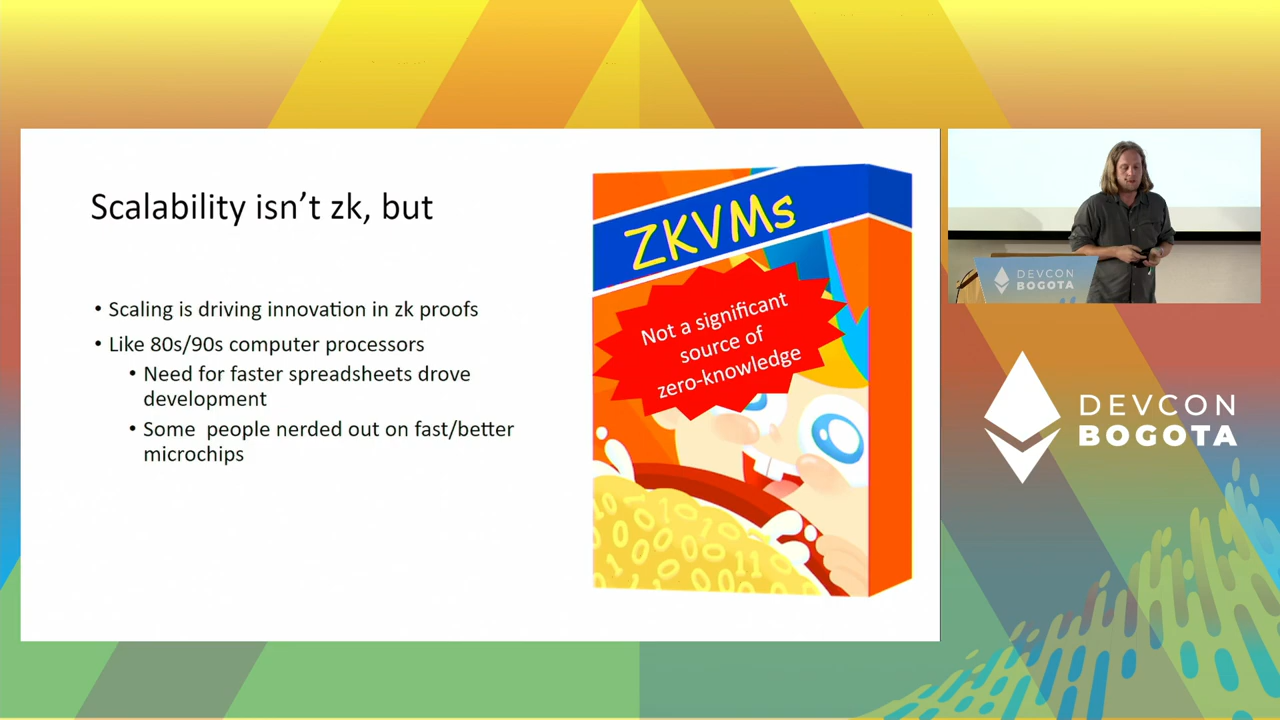 Scalability isn’t zk, but
• Scaling is driving innovation in zk proofs
• Like 80s/90s computer processors
• Need for faster spreadsheets drove
development
• Some people nerded out on fast/better
microchips
ZKVMs
Not a significant
source of
zero-knowledge
DEVCON
BOGOTA
DEVCON
BOGOTA